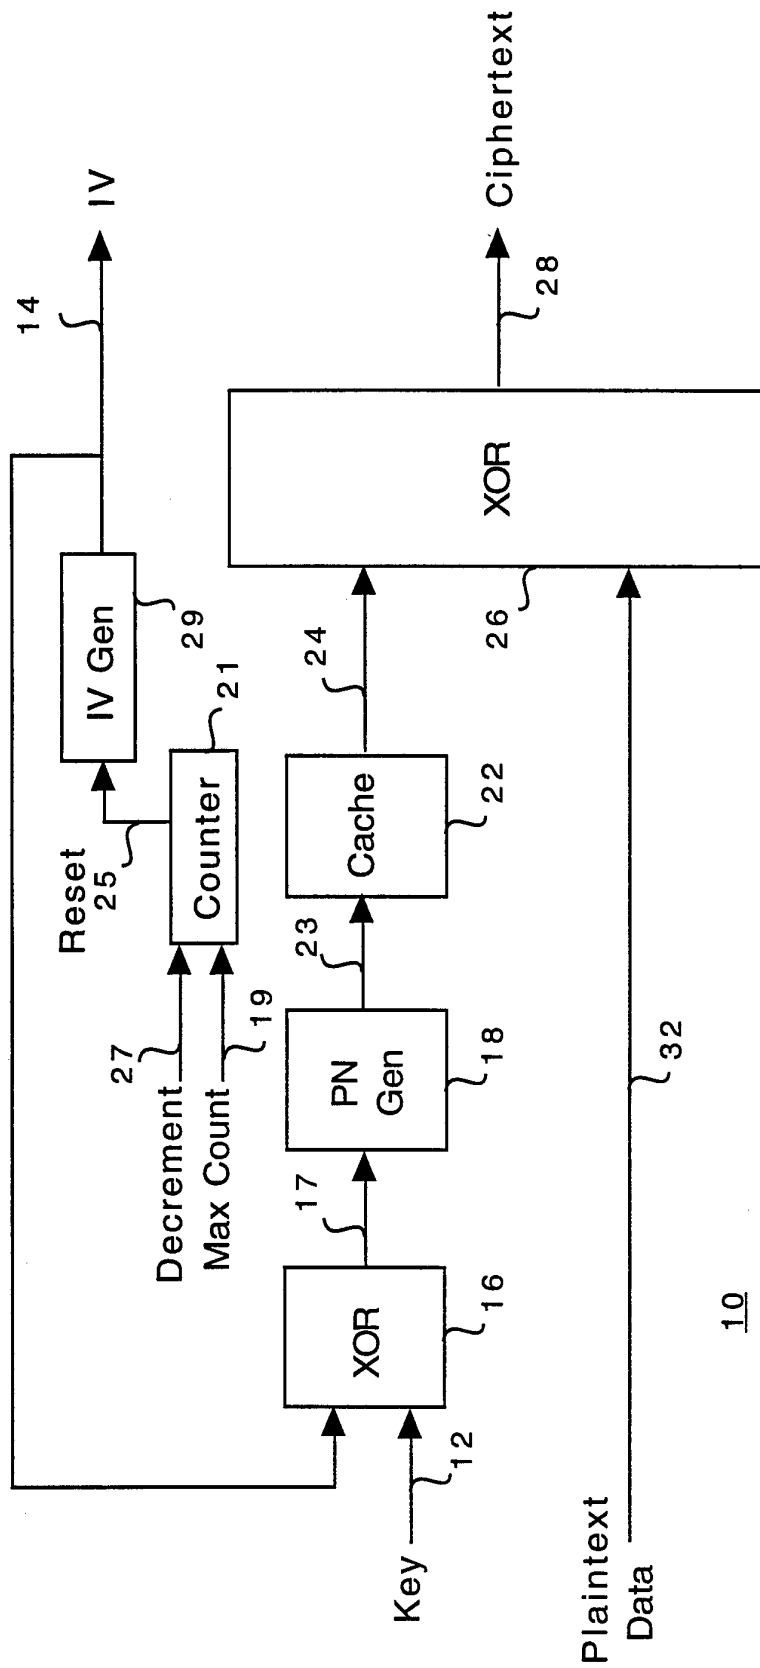 14
IV
IV Gen
29
Reset
25
Counter
21
27
Decrement
Max Count
19
Key
12
XOR
16
17
PN
Gen
18
23
Cache
22
24
XOR
26
28
Ciphertext
Plaintext
Data
32
10